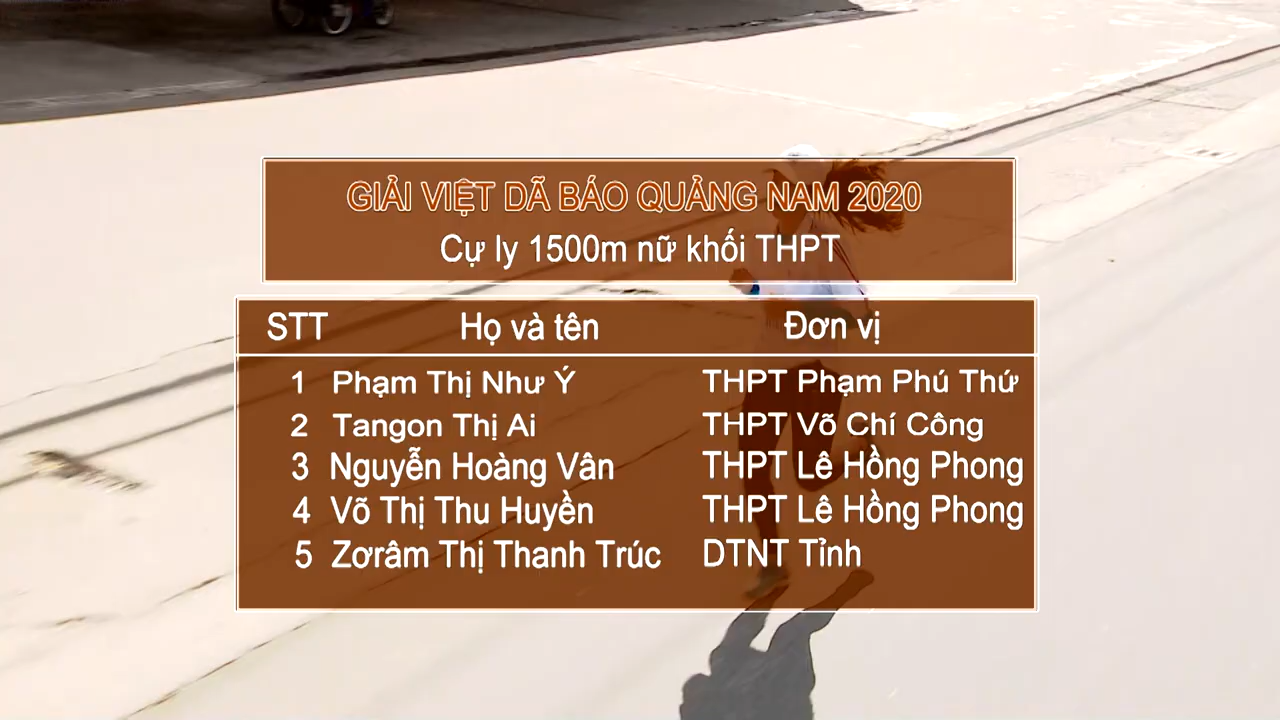 GIẢI VIỆT DÃ BÁO QUẢNG NAM 2020
Cự ly 1500m nữ khối THPT
STT Họ và tên Đơn vị
1 Phạm Thị Như Ý THPT Phạm Phú Thứ
2 Tangon Thị Ai THPT Võ Chí Công
3 Nguyễn Hoàng Vân THPT Lê Hồng Phong
4 Võ Thị Thu Huyền THPT Lê Hồng Phong
5 Zơrâm Thị Thanh Trúc DTNT Tỉnh